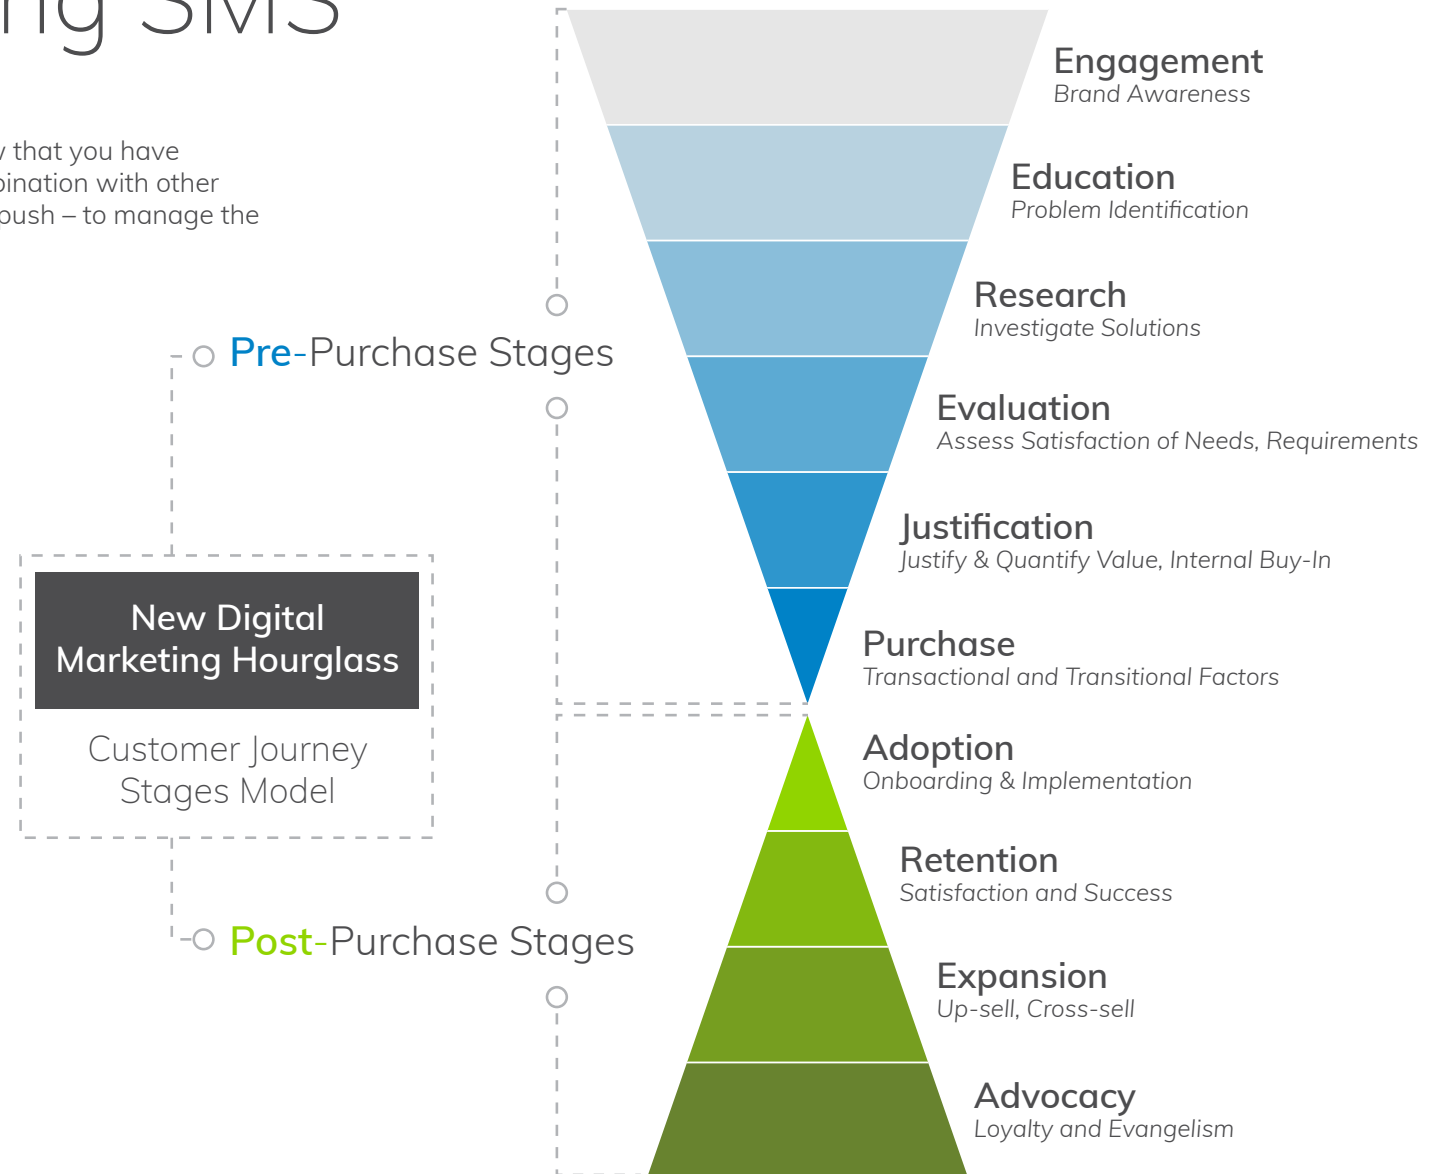 SMS
that you have
with other
push – to manage the
Engagement
Brand Awareness
Education
Problem Identification
Research
Investigate Solutions
Pre-Purchase Stages
Evaluation
Assess Satisfaction of Needs, Requirements
Justification
Justify & Quantify Value, Internal Buy-In
New Digital
Marketing Hourglass
Customer Journey
Stages Model
Purchase
Transactional and Transitional Factors
Adoption
Onboarding & Implementation
Retention
Satisfaction and Success
Post-Purchase Stages
Expansion
Up-sell, Cross-sell
Advocacy
Loyalty and Evangelism